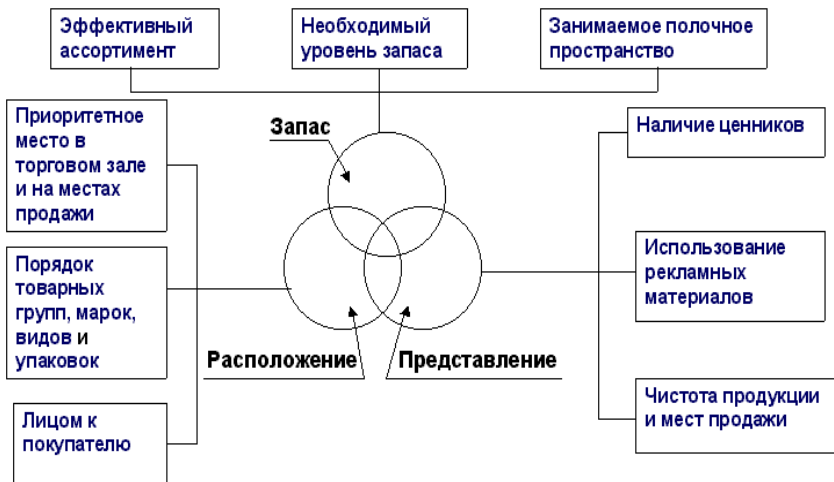 Эффективный
ассортимент
Необходимый
уровень запаса
Занимаемое полочное
пространство
Приоритетное
место в
торговом зале
и на местах
продажи
Запас
Наличие ценников
Порядок
товарных
групп, марок,
видов и
упаковок
Использование
рекламных
материалов
Расположение
Представление
Лицом к
покупателю
Чистота продукции
и мест продажи